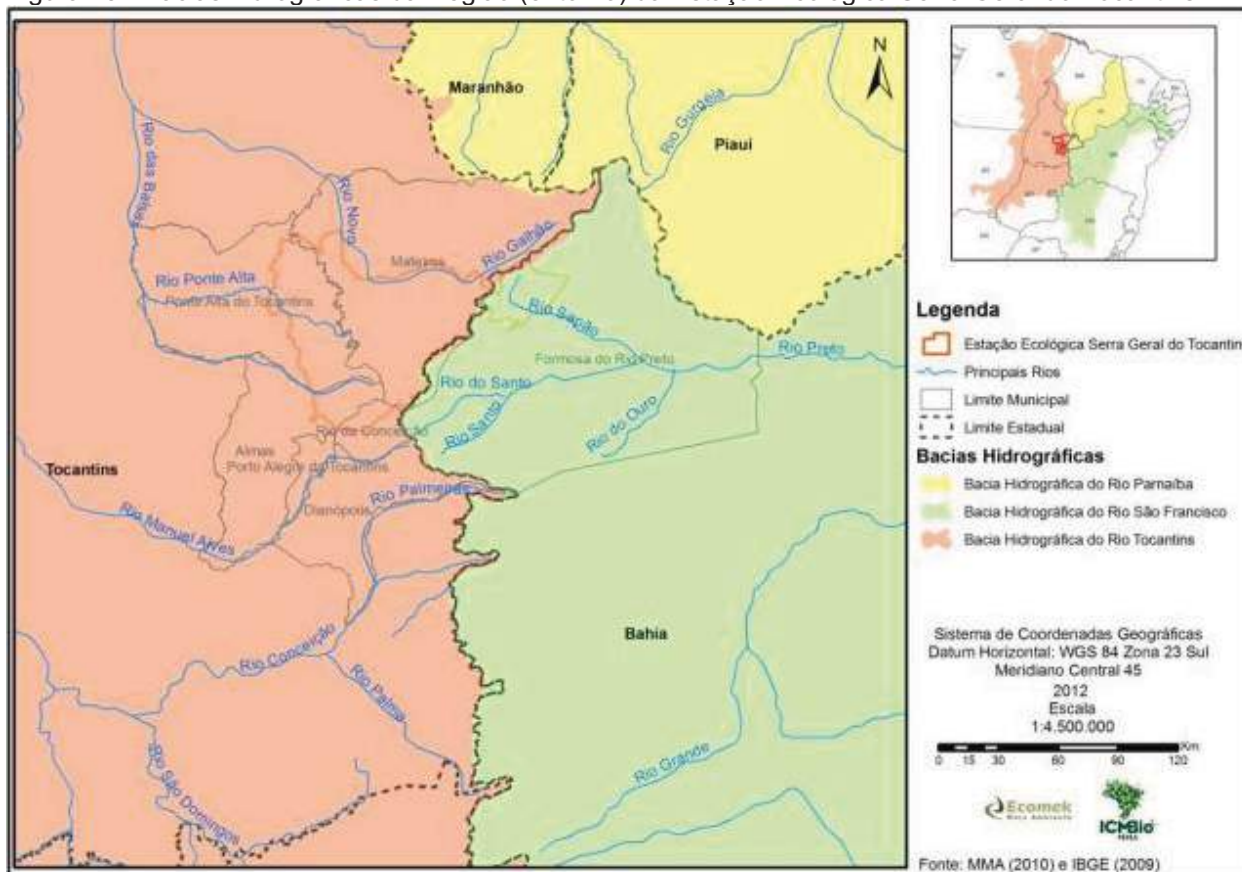 Maranhão
Piauí
Rio Gurgéia
Rio das Balsas
Rio Novo
Rio Galhão
Mateiros
Rio Ponte Alta
Ponte Alta do Tocantins
Rio Sapão
Formosa do Rio Preto
Rio Preto
Rio do Santo
Rio Santo
Rio do Ouro
Rio da Conceição
Almas
Porto Alegre do Tocantins
Tocantins
Rio Palmeiras
Dianópolis
Rio Manuel Alves
Bahia
Rio Conceição
Rio Palma
Rio Grande
Rio São Domingos
N
Legenda
Estação Ecológica Serra Geral do Tocantin
Principais Rios
Limite Municipal
Limite Estadual
Bacias Hidrográficas
Bacia Hidrográfica do Rio Parnaíba
Bacia Hidrográfica do Rio São Francisco
Bacia Hidrográfica do Rio Tocantins
Sistema de Coordenadas Geográficas
Datum Horizontal: WGS 84 Zona 23 Sul
Meridiano Central 45
2012
Escala
1:4.500.000
Km
0 15 30 60 90 120
Ecomek
Meio Ambiente
ICMBio
Fonte: MMA (2010) e IBGE (2009)